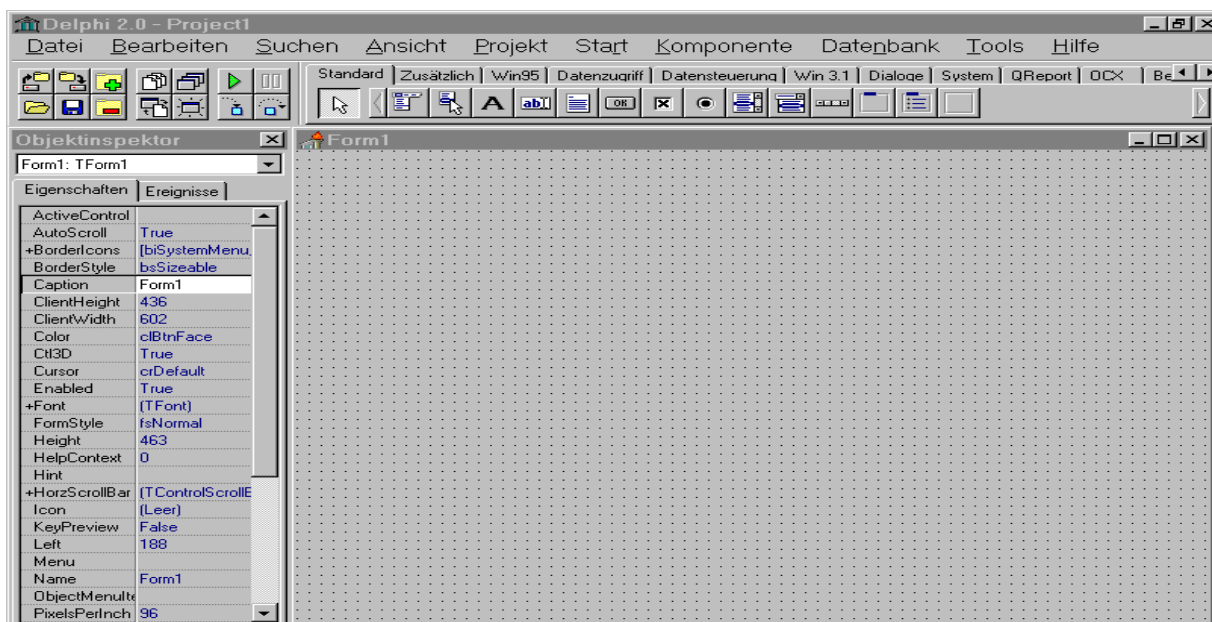 Delphi 2.0 - Project1
Datei Bearbeiten Suchen Ansicht Projekt Start Komponente Datenbank Tools Hilfe
Standard Zusätzlich Win95 Datenzugriff Datensteuerung Win 3.1 Dialoge System QReport OCX
A ab OK
Objektinspektor
Form1
Form1: TForm1
Eigenschaften Ereignisse
ActiveControl
AutoScroll True
+BorderIcons [biSystemMenu,
BorderStyle bsSizeable
Caption Form1
ClientHeight 436
ClientWidth 602
Color clBtnFace
Ctl3D True
Cursor crDefault
Enabled True
+Font (TFont)
FormStyle fsNormal
Height 463
HelpContext 0
Hint
+HorzScrollBar (TControlScrollB
Icon (Leer)
KeyPreview False
Left 188
Menu
Name Form1
ObjectMenuIte
PixelsPerInch 96